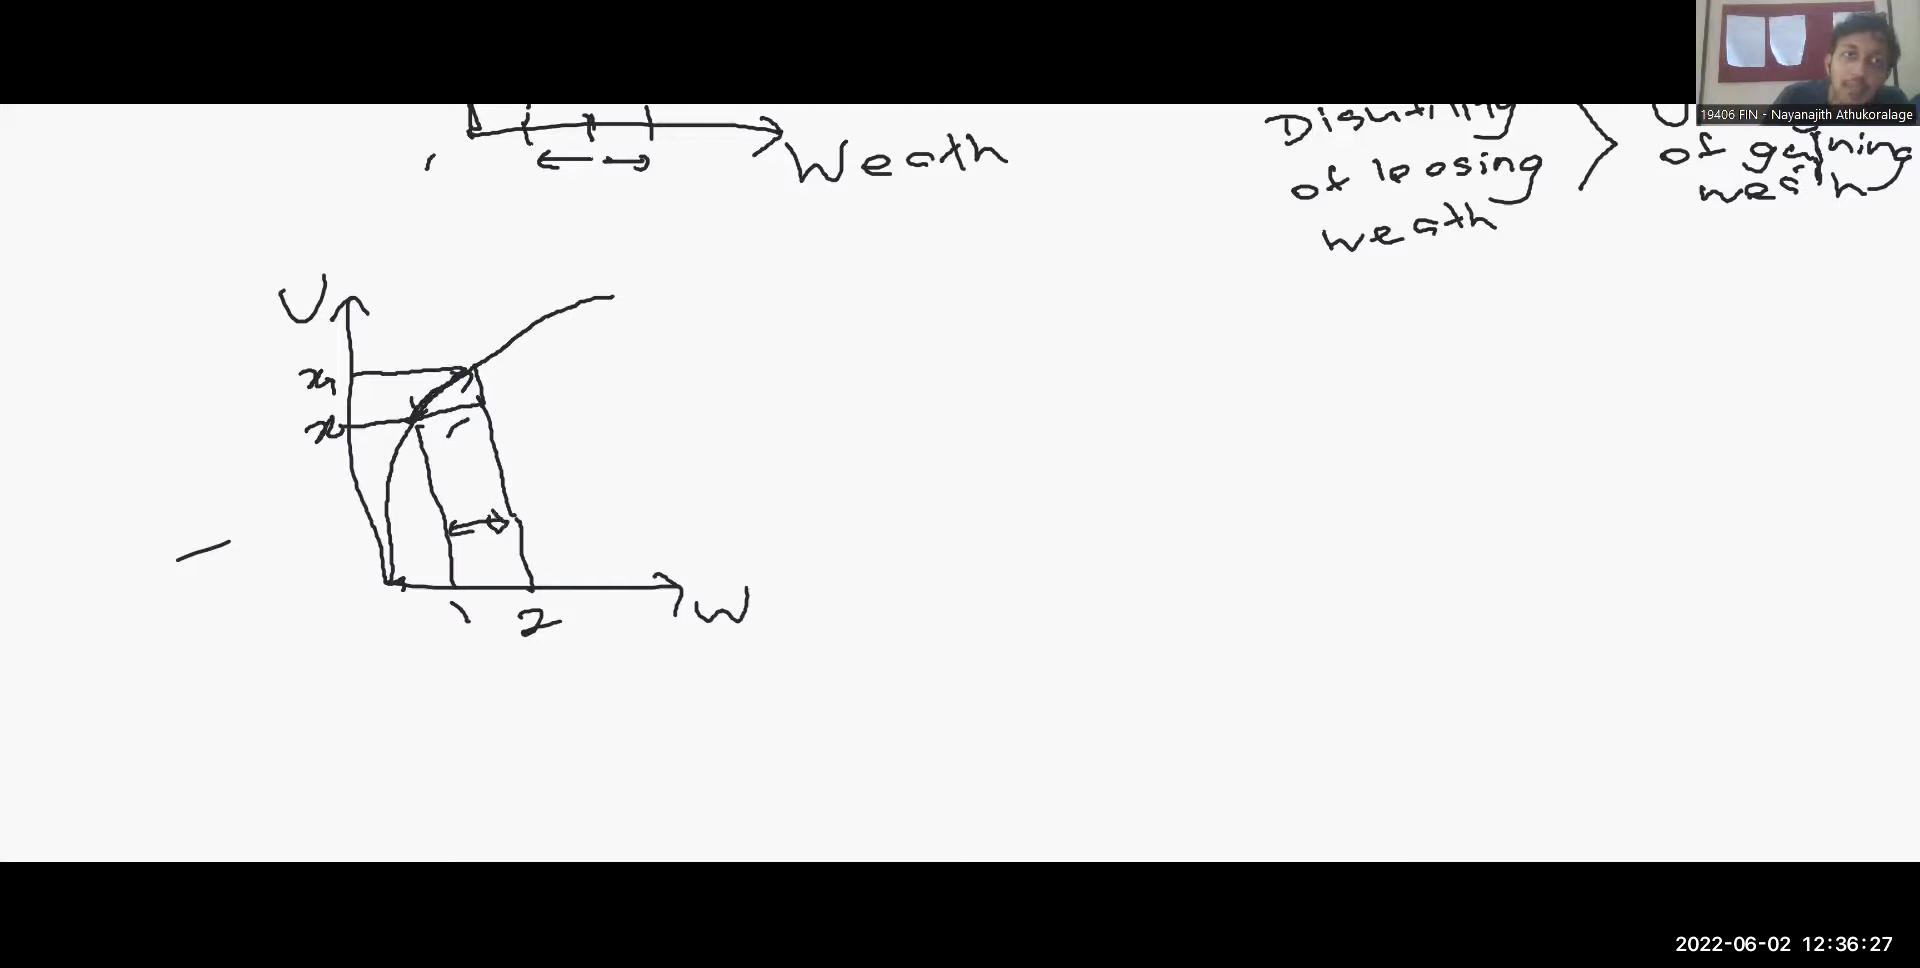 19406 FIN - Nayanajith Athukoralage
Weath
Disutility
of loosing
weath
>
of gaining
weath
U
x1
x
1
2
W
2022-06-02 12:36:27